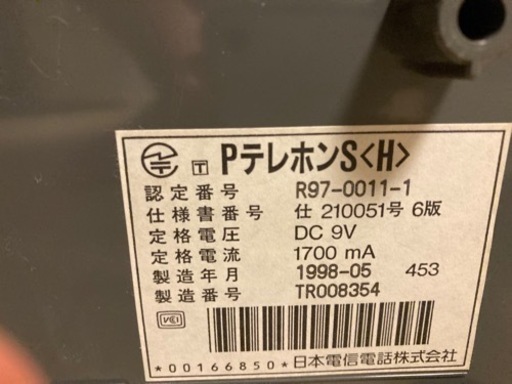 T PテレホンS<H>
認定番号 R97-0011-1
仕様書番号 仕 210051号 6版
定格電圧 DC 9V
定格電流 1700 mA
製造年月 1998-05 453
製造番号 TR008354
VCI
*00166850* 日本電信電話株式会社